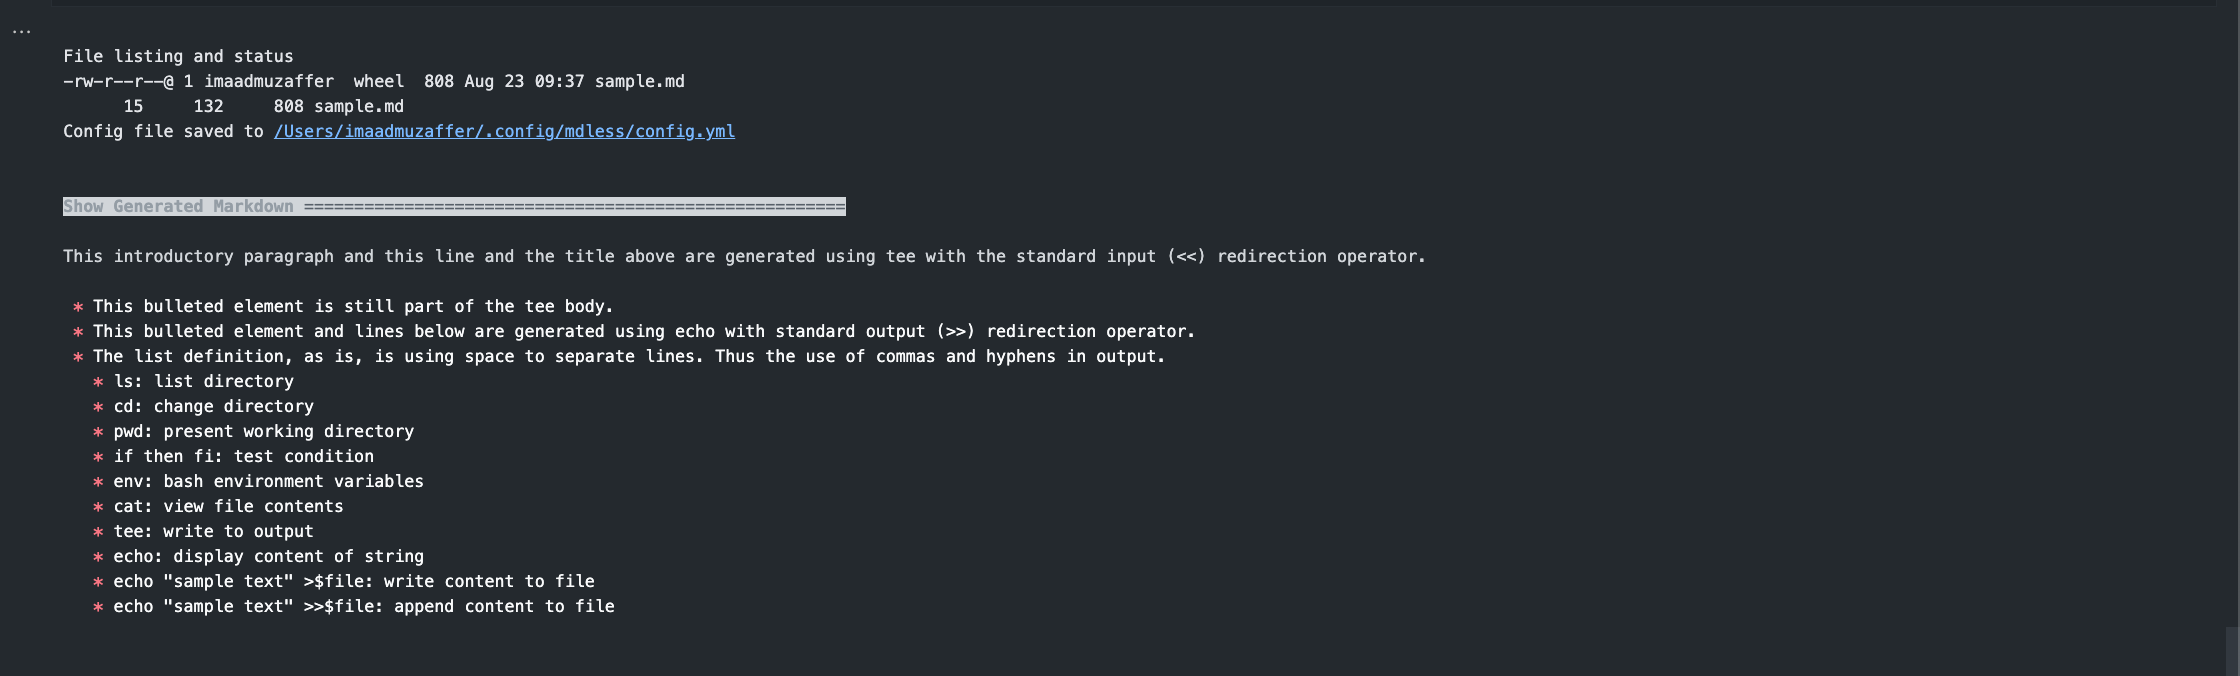 ...
File listing and status
-rw-r--r--@ 1 imaadmuzaffer  wheel  808 Aug 23 09:37 sample.md
      15     132     808 sample.md
Config file saved to /Users/imaadmuzaffer/.config/mdless/config.yml
Show Generated Markdown ======================================================
This introductory paragraph and this line and the title above are generated using tee with the standard input (<<) redirection operator.
* This bulleted element is still part of the tee body.
* This bulleted element and lines below are generated using echo with standard output (>>) redirection operator.
* The list definition, as is, is using space to separate lines. Thus the use of commas and hyphens in output.
* ls: list directory
* cd: change directory
* pwd: present working directory
* if then fi: test condition
* env: bash environment variables
* cat: view file contents
* tee: write to output
* echo: display content of string
* echo "sample text" >$file: write content to file
* echo "sample text" >>$file: append content to file